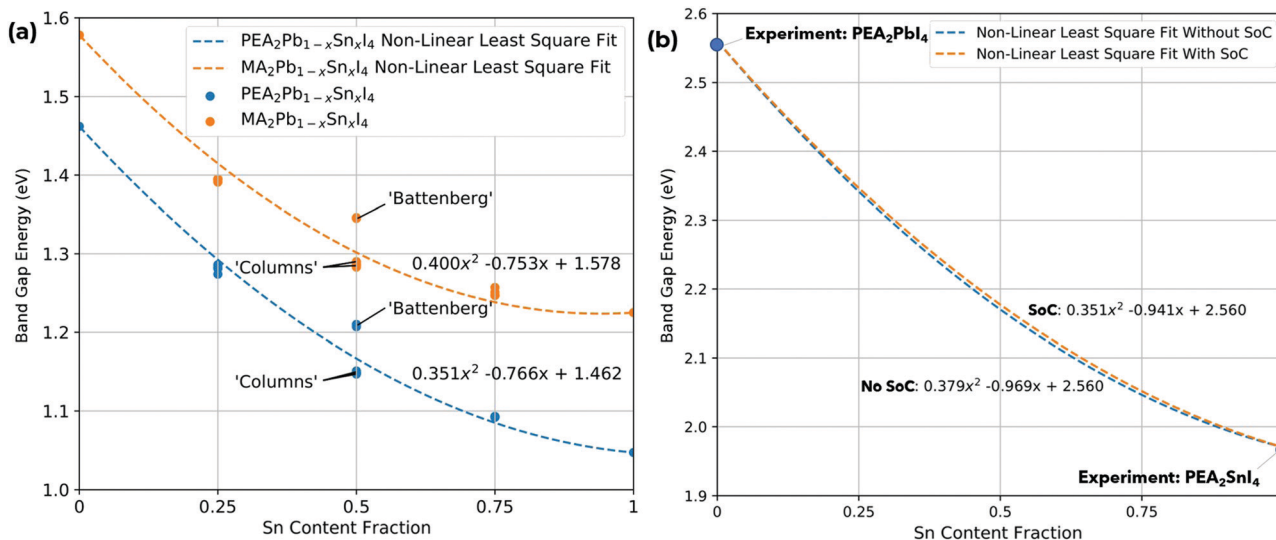 (a)
1.6
1.5
1.4
1.3
1.2
1.1
1.0
Band Gap Energy (eV)
PEA₂Pb₁₋ₓSnₓI₄ Non-Linear Least Square Fit
MA₂Pb₁₋ₓSnₓI₄ Non-Linear Least Square Fit
PEA₂Pb₁₋ₓSnₓI₄
MA₂Pb₁₋ₓSnₓI₄
'Battenberg'
'Columns'
0.400x² -0.753x + 1.578
'Battenberg'
'Columns'
0.351x² -0.766x + 1.462
0 0.25 0.5 0.75 1
Sn Content Fraction
(b)
2.6
2.5
2.4
2.3
2.2
2.1
2.0
1.9
Band Gap Energy (eV)
Experiment: PEA₂PbI₄
Non-Linear Least Square Fit Without SoC
Non-Linear Least Square Fit With SoC
SoC: 0.351x² -0.941x + 2.560
No SoC: 0.379x² -0.969x + 2.560
Experiment: PEA₂SnI₄
0 0.25 0.5 0.75
Sn Content Fraction